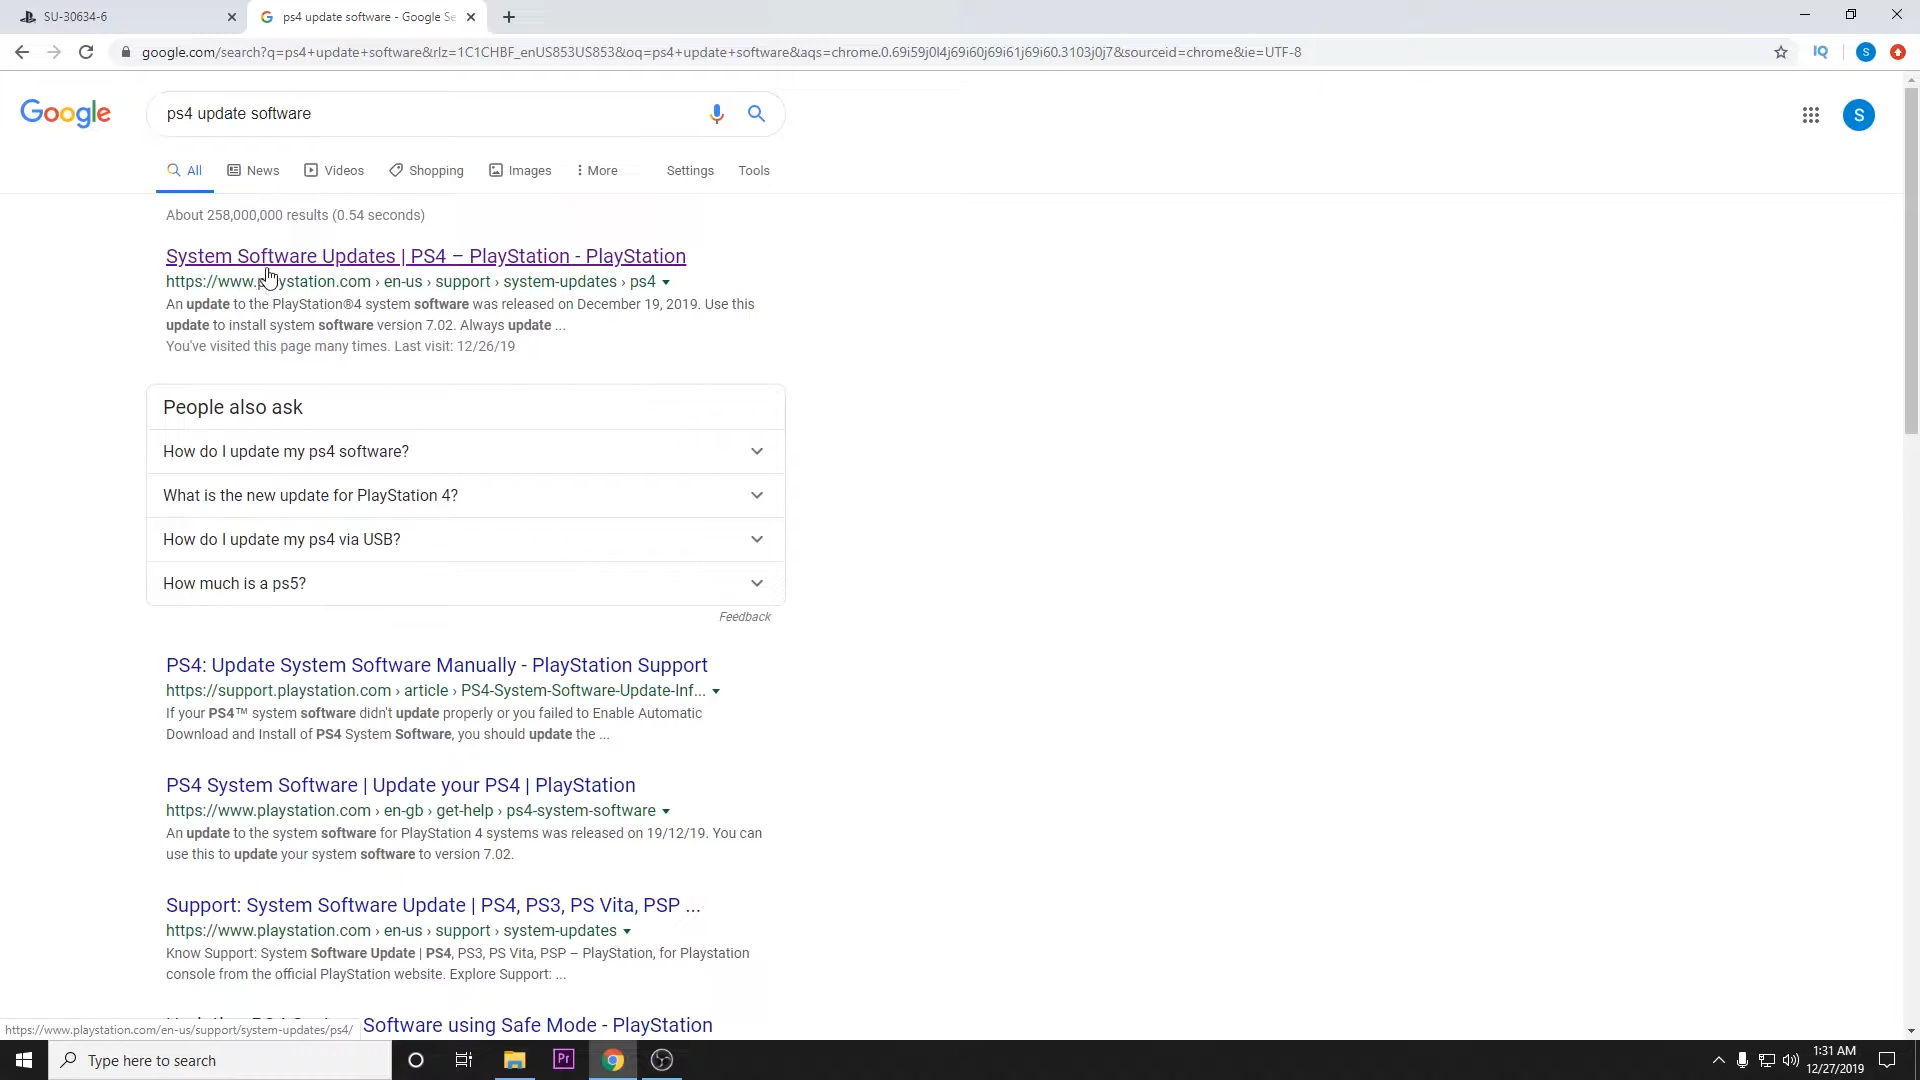 SU-30634-6
ps4 update software - Google Se
google.com/search?q=ps4+update+software&rlz=1C1CHBF_enUS853US853&oq=ps4+update+software&aqs=chrome.0.69i59j0l4j69i60j69i61j69i60.3103j0j7&sourceid=chrome&ie=UTF-8
IQ
S
Google
ps4 update software
S
All
News
Videos
Shopping
Images
More
Settings
Tools
About 258,000,000 results (0.54 seconds)
System Software Updates | PS4 – PlayStation - PlayStation
https://www.playstation.com › en-us › support › system-updates › ps4
An update to the PlayStation®4 system software was released on December 19, 2019. Use this
update to install system software version 7.02. Always update ...
You've visited this page many times. Last visit: 12/26/19
People also ask
How do I update my ps4 software?
What is the new update for PlayStation 4?
How do I update my ps4 via USB?
How much is a ps5?
Feedback
PS4: Update System Software Manually - PlayStation Support
https://support.playstation.com › article › PS4-System-Software-Update-Inf...
If your PS4™ system software didn't update properly or you failed to Enable Automatic
Download and Install of PS4 System Software, you should update the ...
PS4 System Software | Update your PS4 | PlayStation
https://www.playstation.com › en-gb › get-help › ps4-system-software
An update to the system software for PlayStation 4 systems was released on 19/12/19. You can
use this to update your system software to version 7.02.
Support: System Software Update | PS4, PS3, PS Vita, PSP ...
https://www.playstation.com › en-us › support › system-updates
Know Support: System Software Update | PS4, PS3, PS Vita, PSP – PlayStation, for Playstation
console from the official PlayStation website. Explore Support: ...
Software using Safe Mode - PlayStation
https://www.playstation.com/en-us/support/system-updates/ps4/
Type here to search
Pr
1:31 AM
12/27/2019